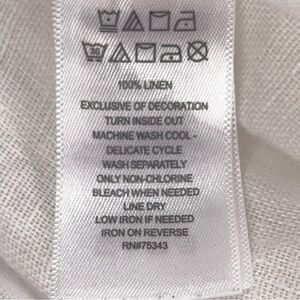 30
100% LINEN
EXCLUSIVE OF DECORATION
TURN INSIDE OUT
MACHINE WASH COOL -
DELICATE CYCLE
WASH SEPARATELY
ONLY NON-CHLORINE
BLEACH WHEN NEEDED
LINE DRY
LOW IRON IF NEEDED
IRON ON REVERSE
RN#75343